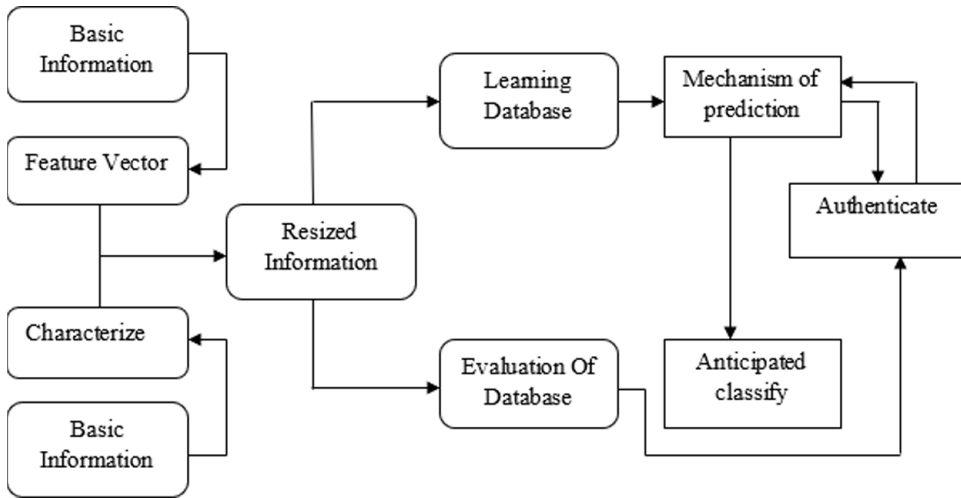 Basic
Information
Feature Vector
Characterize
Basic
Information
Resized
Information
Learning
Database
Evaluation Of
Database
Mechanism of
prediction
Anticipated
classify
Authenticate